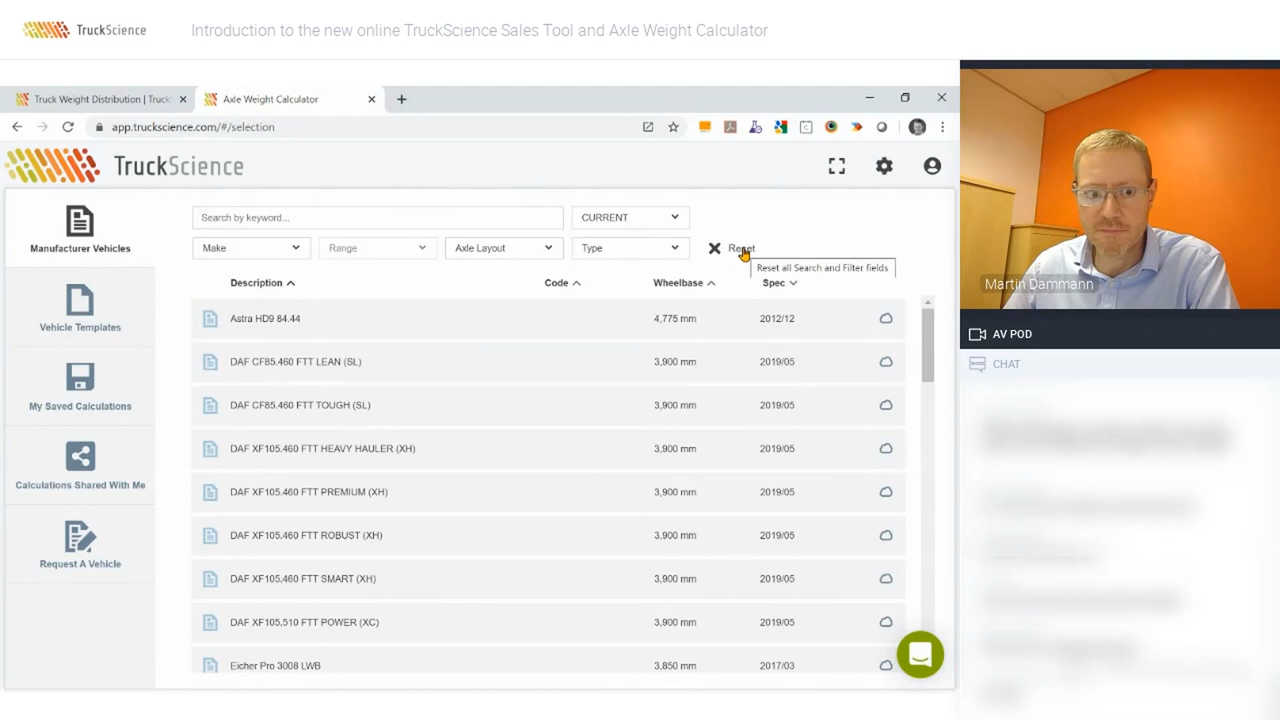 TruckScience
Introduction to the new online TruckScience Sales Tool and Axle Weight Calculator
Truck Weight Distribution | Truck
Axle Weight Calculator
app.truckscience.com/#/selection
TruckScience
Manufacturer Vehicles
Vehicle Templates
My Saved Calculations
Calculations Shared With Me
Request A Vehicle
Search by keyword... CURRENT
Make Range Axle Layout Type Reset
Reset all Search and Filter fields
Description Code Wheelbase Spec
Astra HD9 84.44 4,775 mm 2012/12
DAF CF85.460 FTT LEAN (SL) 3,900 mm 2019/05
DAF CF85.460 FTT TOUGH (SL) 3,900 mm 2019/05
DAF XF105.460 FTT HEAVY HAULER (XH) 3,900 mm 2019/05
DAF XF105.460 FTT PREMIUM (XH) 3,900 mm 2019/05
DAF XF105.460 FTT ROBUST (XH) 3,900 mm 2019/05
DAF XF105.460 FTT SMART (XH) 3,900 mm 2019/05
DAF XF105.510 FTT POWER (XC) 3,900 mm 2019/05
Eicher Pro 3008 LWB 3,850 mm 2017/03
Martin Dammann
AV POD
CHAT